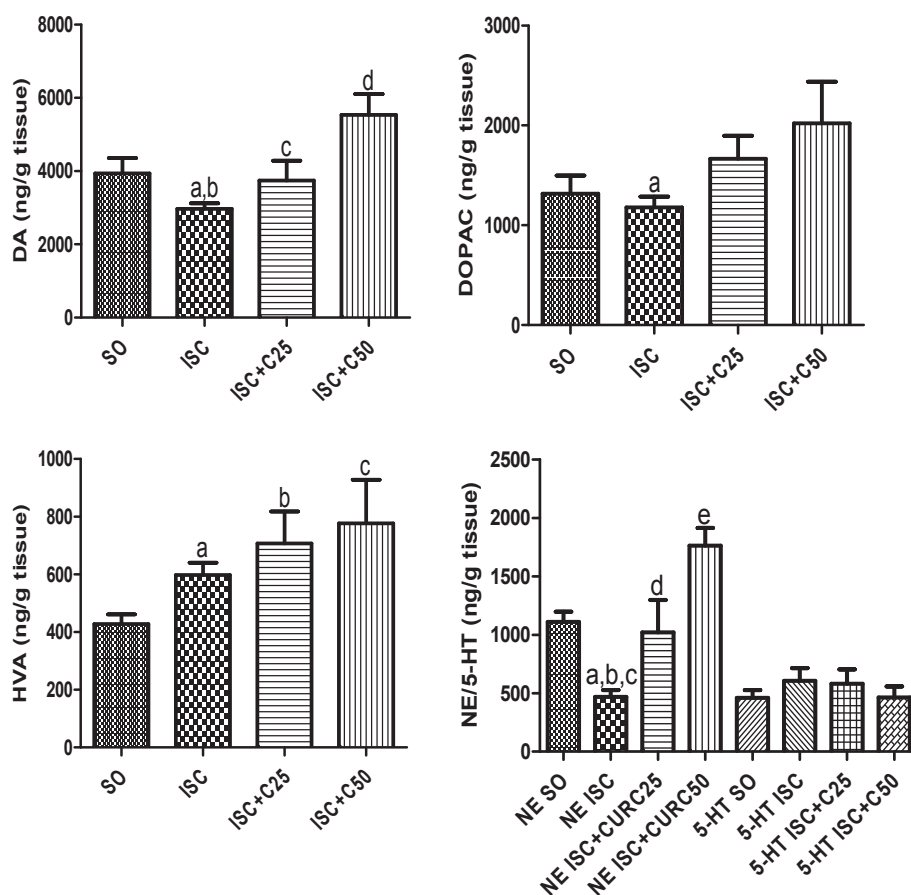 DA (ng/g tissue)
8000
6000
4000
2000
0
a,b
c
d
SO
ISC
ISC+C25
ISC+C50
DOPAC (ng/g tissue)
3000
2000
1000
0
a
SO
ISC
ISC+C25
ISC+C50
HVA (ng/g tissue)
1000
800
600
400
200
0
a
b
c
SO
ISC
ISC+C25
ISC+C50
NE/5-HT (ng/g tissue)
2500
2000
1500
1000
500
0
a,b,c
d
e
NE SO
NE ISC
NE ISC+CURC25
NE ISC+CURC50
5-HT SO
5-HT ISC
5-HT ISC+C25
5-HT ISC+C50